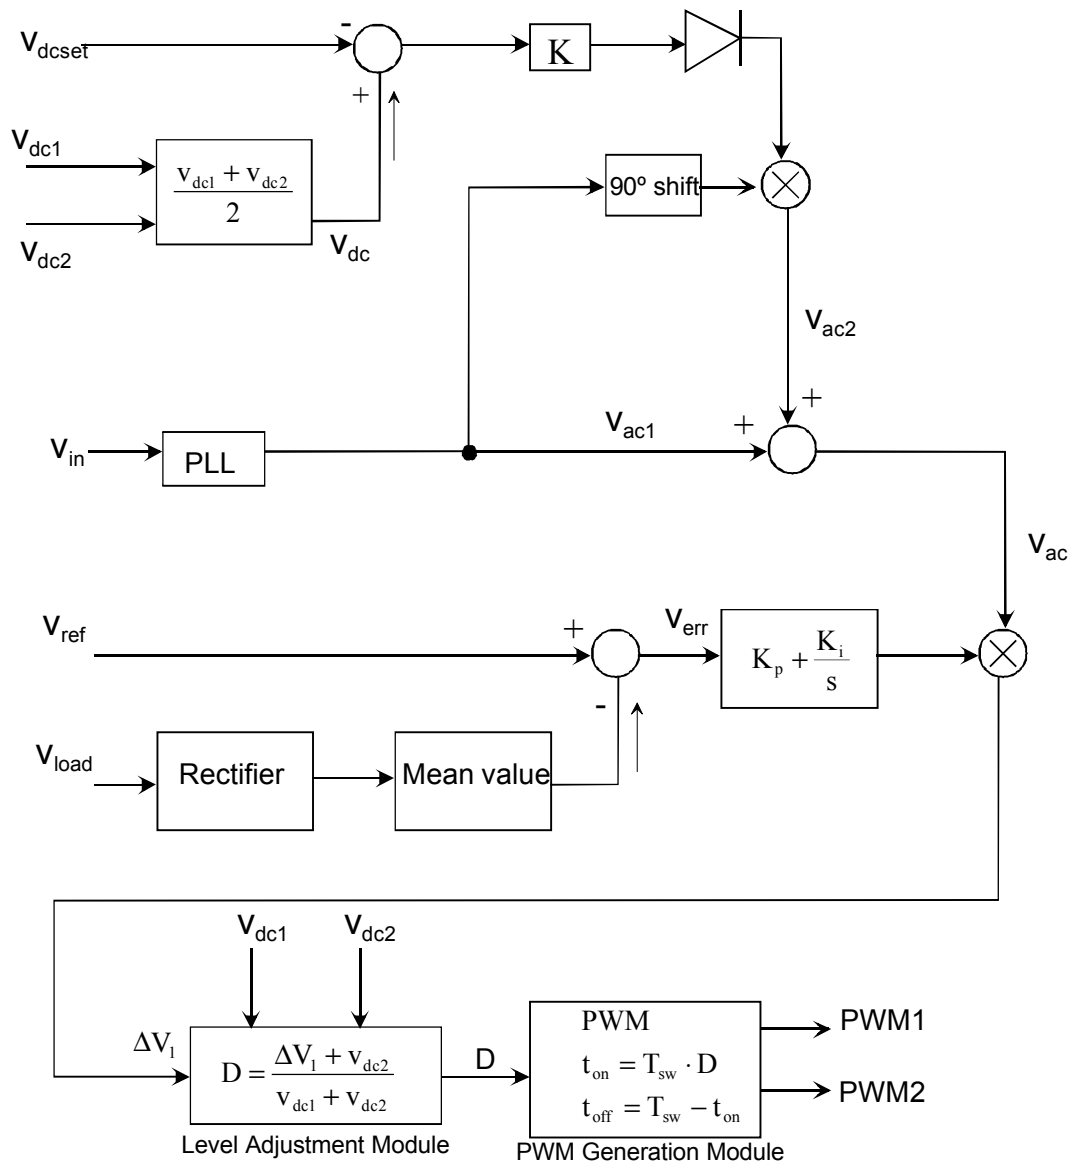 v_dcset
-
K
+
v_dc1
(v_dc1 + v_dc2) / 2
90º shift
v_dc2
v_dc
v_ac2
+
v_in
PLL
v_ac1
+
v_ac
v_ref
+
v_err
K_p + K_i / s
-
v_load
Rectifier
Mean value
v_dc1
v_dc2
ΔV_1
D = (ΔV_1 + v_dc2) / (v_dc1 + v_dc2)
D
PWM
t_on = T_sw · D
t_off = T_sw − t_on
PWM1
PWM2
Level Adjustment Module
PWM Generation Module